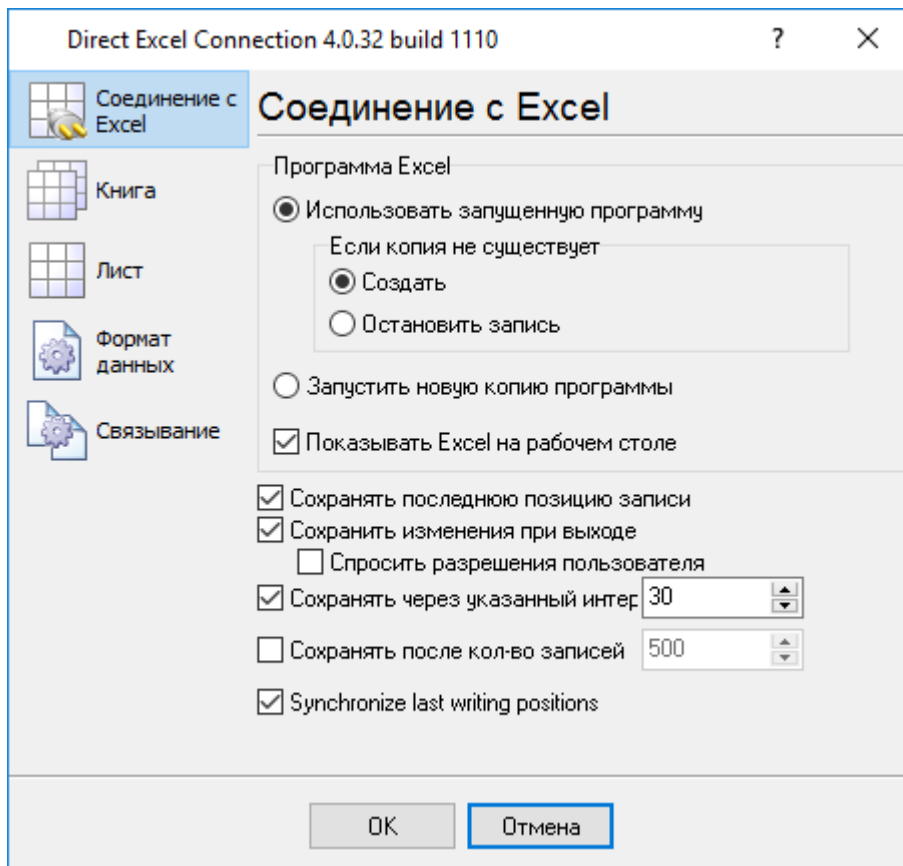 Direct Excel Connection 4.0.32 build 1110
?
Соединение с
Excel
Книга
Лист
Формат
данных
Связывание
Соединение с Excel
Программа Excel
Использовать запущенную программу
Если копия не существует
Создать
Остановить запись
Запустить новую копию программы
Показывать Excel на рабочем столе
Сохранять последнюю позицию записи
Сохранить изменения при выходе
Спросить разрешения пользователя
Сохранять через указанный интер 30
Сохранять после кол-во записей 500
Synchronize last writing positions
OK Отмена